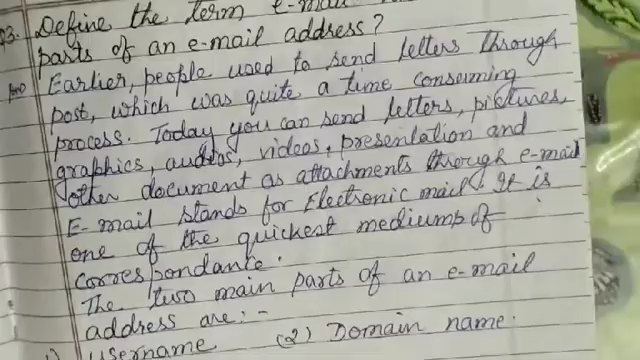 Q3. Define the term e-mail
parts of an e-mail address?
Ans Earlier, people used to send letters through
post, which was quite a time consuming
process. Today you can send letters, pictures,
graphics, audios, videos, presentation and
other document as attachments through e-mail
E-mail stands for Electronic mail. It is
one of the quickest mediums of
correspondance.
The two main parts of an e-mail
address are:-
1) Username (2) Domain name.